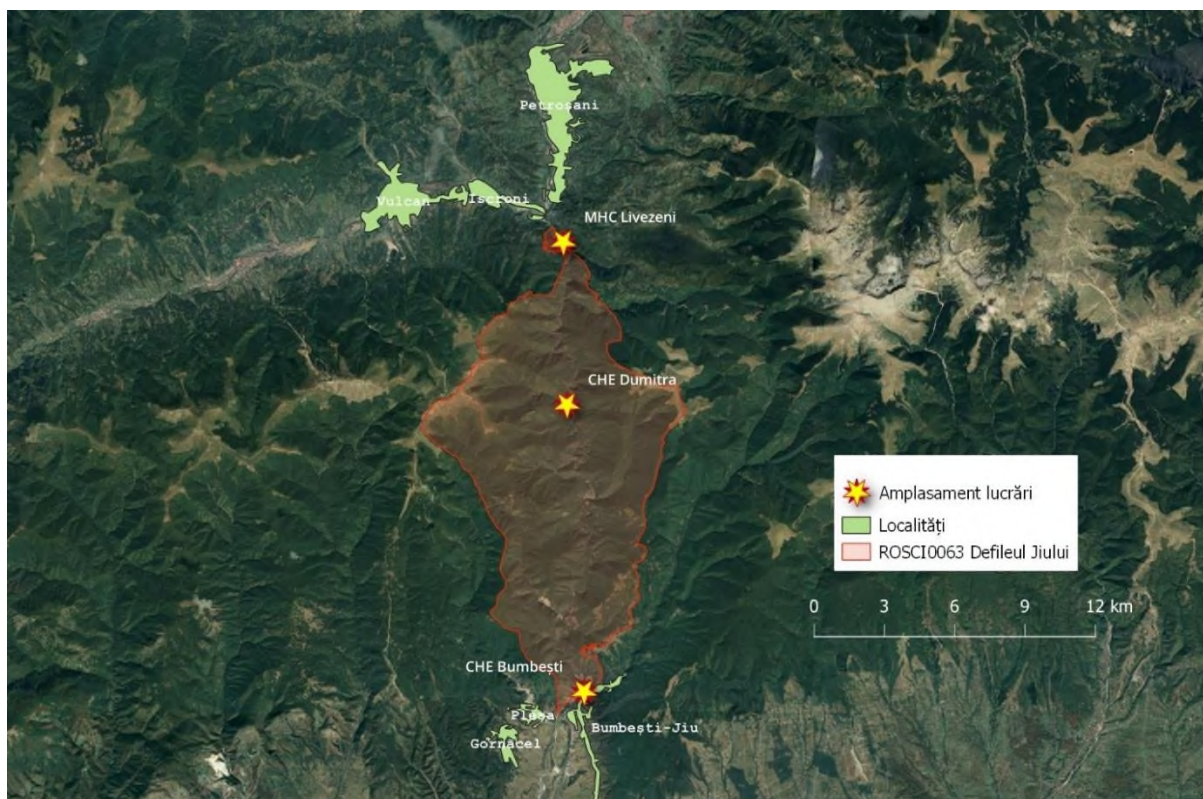 Petroșani
Vulcan
Iscroni
MHC Livezeni
CHE Dumitra
Amplasament lucrări
Localități
ROSCI0063 Defileul Jiului
0 3 6 9 12 km
CHE Bumbești
Pleșa
Bumbești-Jiu
Gornacel